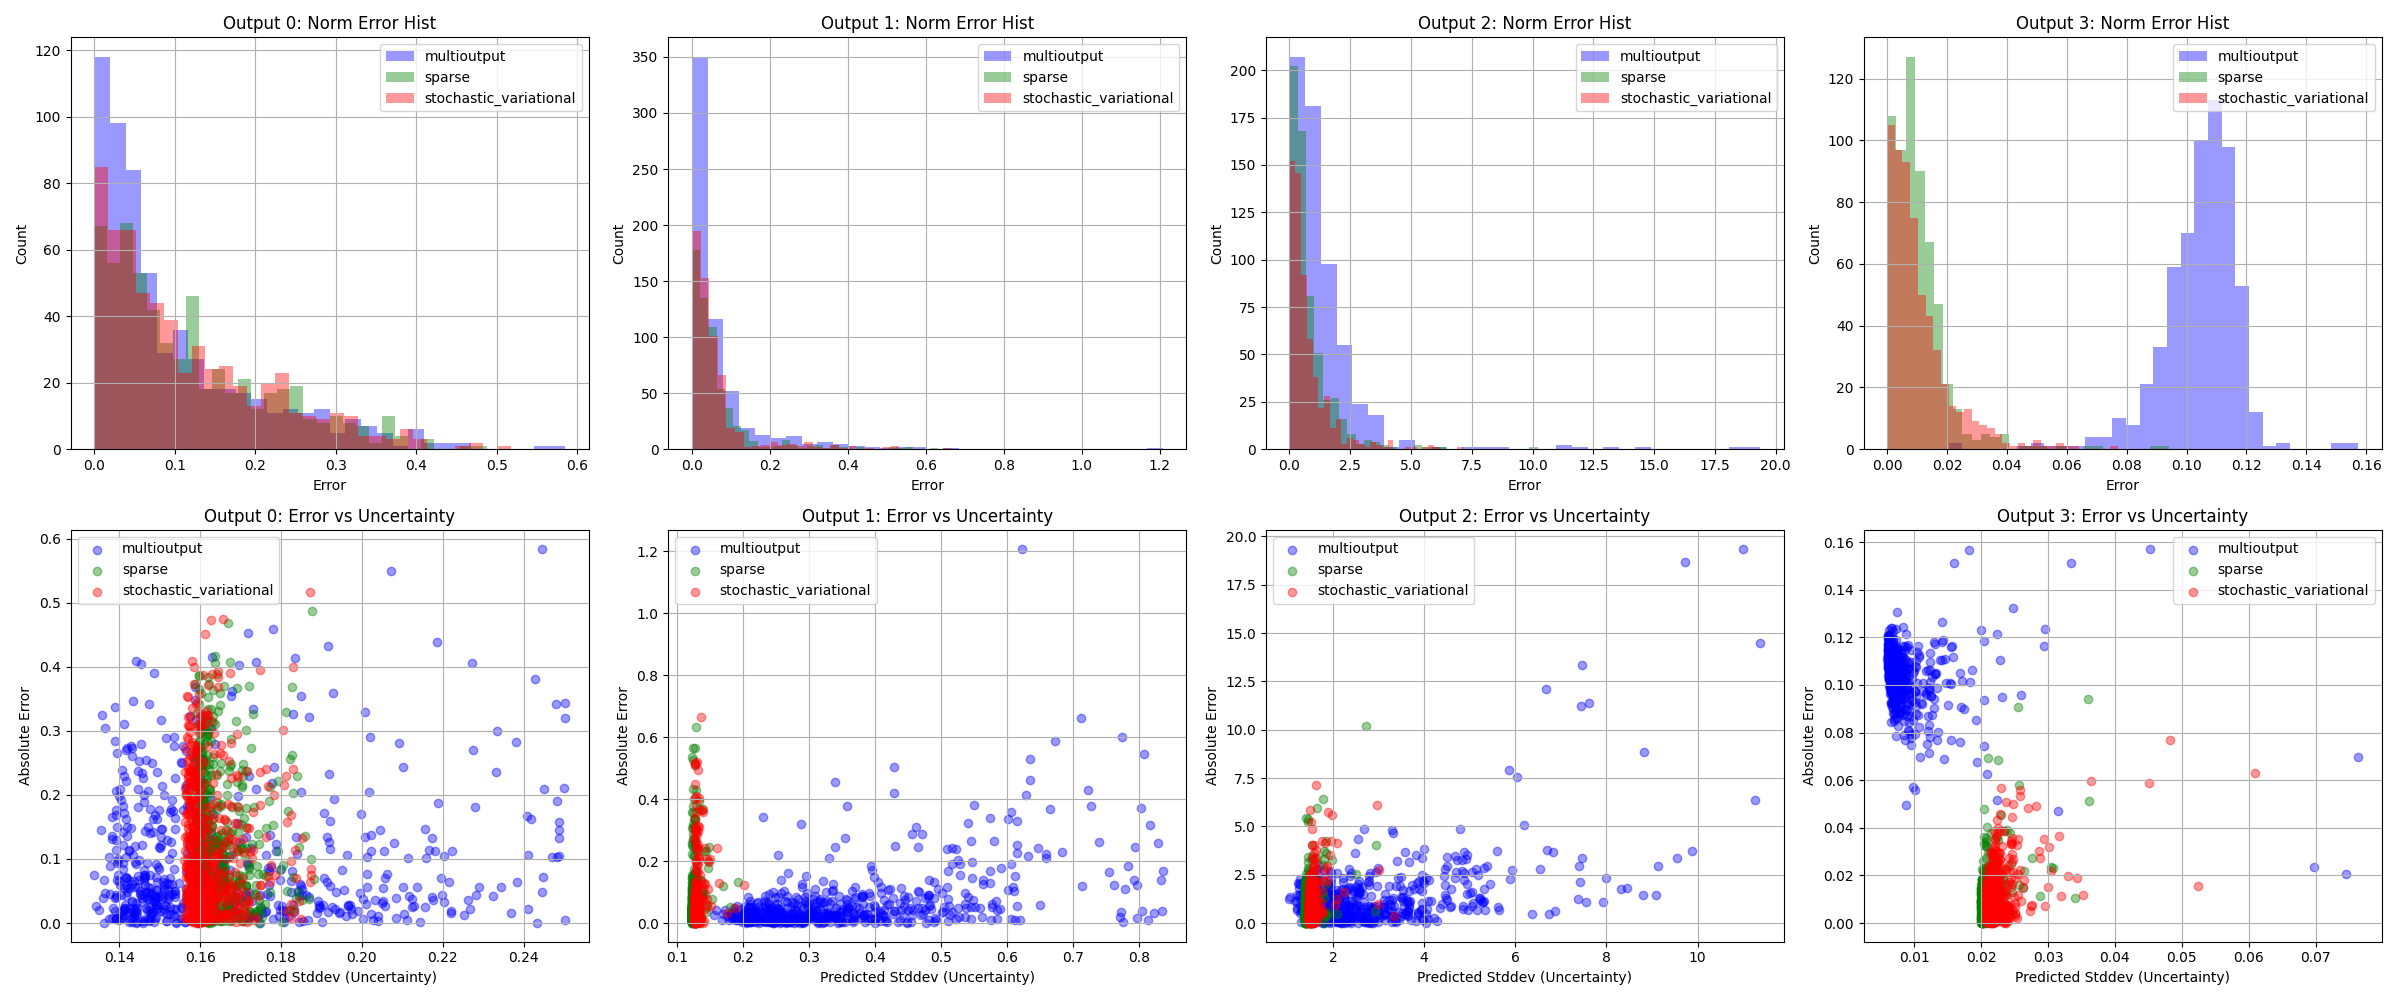 Output 0: Norm Error Hist
120
100
80
60
40
20
0
Count
multioutput
sparse
stochastic_variational
0.0 0.1 0.2 0.3 0.4 0.5 0.6
Error
Output 1: Norm Error Hist
350
300
250
200
150
100
50
0
Count
multioutput
sparse
stochastic_variational
0.0 0.2 0.4 0.6 0.8 1.0 1.2
Error
Output 2: Norm Error Hist
200
175
150
125
100
75
50
25
0
Count
multioutput
sparse
stochastic_variational
0.0 2.5 5.0 7.5 10.0 12.5 15.0 17.5 20.0
Error
Output 3: Norm Error Hist
120
100
80
60
40
20
0
Count
multioutput
sparse
stochastic_variational
0.00 0.02 0.04 0.06 0.08 0.10 0.12 0.14 0.16
Error
Output 0: Error vs Uncertainty
0.6
0.5
0.4
0.3
0.2
0.1
0.0
Absolute Error
multioutput
sparse
stochastic_variational
0.14 0.16 0.18 0.20 0.22 0.24
Predicted Stddev (Uncertainty)
Output 1: Error vs Uncertainty
1.2
1.0
0.8
0.6
0.4
0.2
0.0
Absolute Error
multioutput
sparse
stochastic_variational
0.1 0.2 0.3 0.4 0.5 0.6 0.7 0.8
Predicted Stddev (Uncertainty)
Output 2: Error vs Uncertainty
20.0
17.5
15.0
12.5
10.0
7.5
5.0
2.5
0.0
Absolute Error
multioutput
sparse
stochastic_variational
2 4 6 8 10
Predicted Stddev (Uncertainty)
Output 3: Error vs Uncertainty
0.16
0.14
0.12
0.10
0.08
0.06
0.04
0.02
0.00
Absolute Error
multioutput
sparse
stochastic_variational
0.01 0.02 0.03 0.04 0.05 0.06 0.07
Predicted Stddev (Uncertainty)